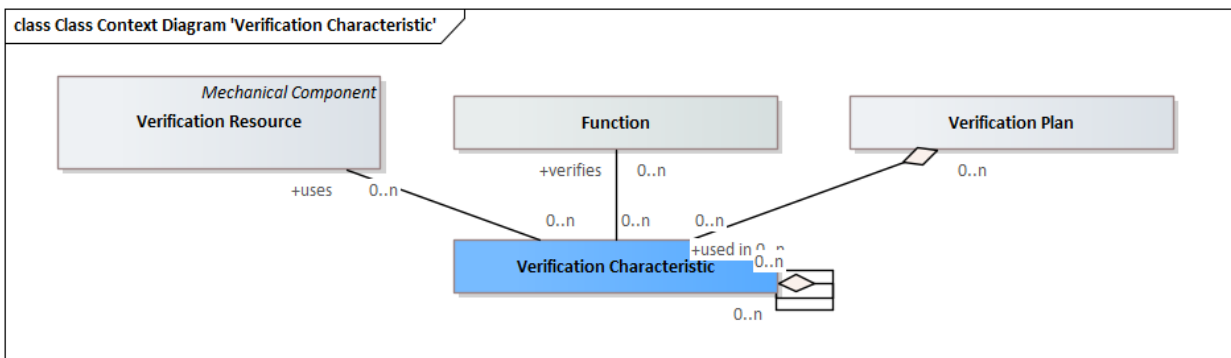 class Class Context Diagram 'Verification Characteristic'
Mechanical Component
Verification Resource
Function
Verification Plan
+uses
0..n
+verifies
0..n
0..n
0..n
0..n
0..n
+used in 0..n
0..n
Verification Characteristic
0..n